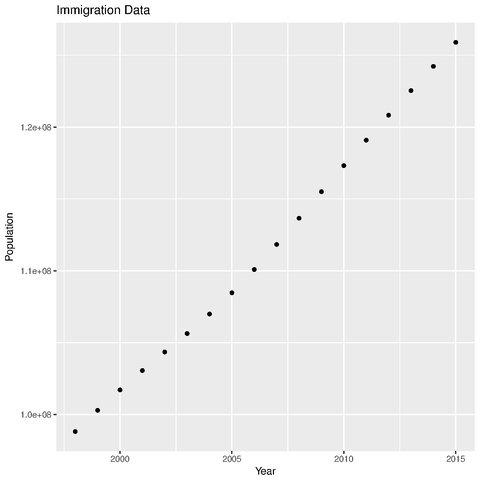 Immigration Data
Population
1.2e+08
1.1e+08
1.0e+08
2000 2005 2010 2015
Year